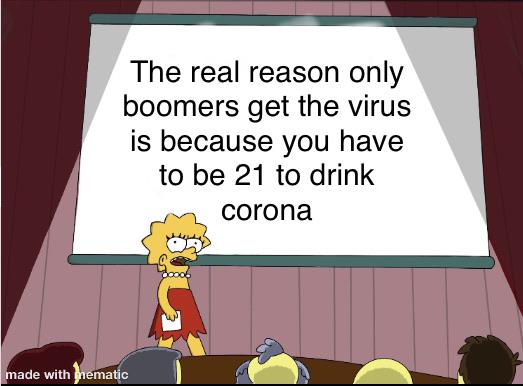 The real reason only
boomers get the virus
is because you have
to be 21 to drink
corona
made with mematic